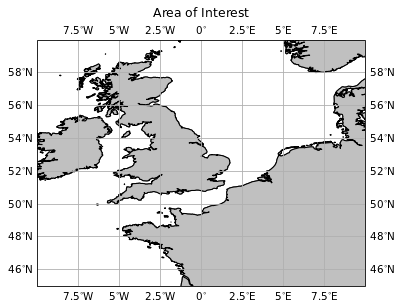 Area of Interest
7.5°W 5°W 2.5°W 0° 2.5°E 5°E 7.5°E
58°N 58°N
56°N 56°N
54°N 54°N
52°N 52°N
50°N 50°N
48°N 48°N
46°N 46°N
7.5°W 5°W 2.5°W 0° 2.5°E 5°E 7.5°E